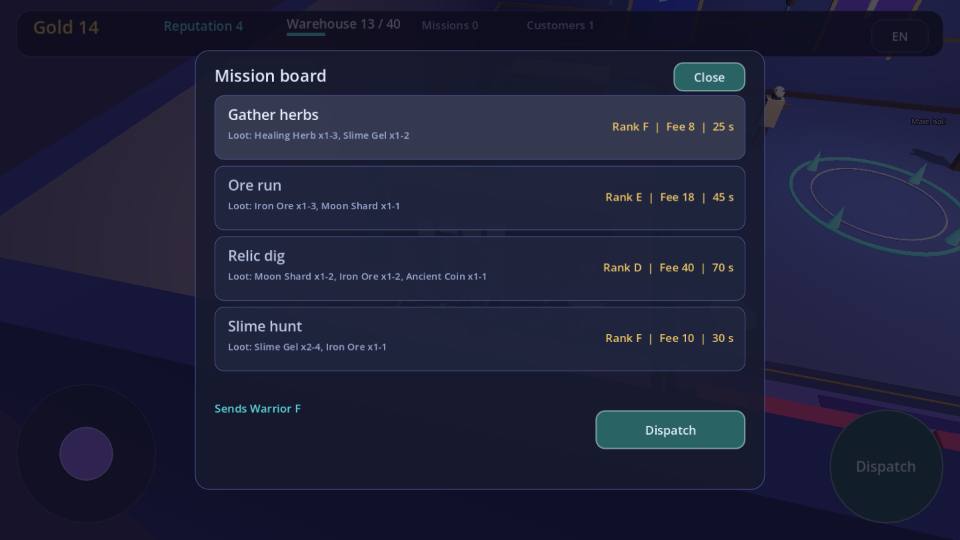 Gold 14
Reputation 4
Warehouse 13 / 40
Missions 0
Customers 1
EN
Mission board
Close
Gather herbs
Loot: Healing Herb x1-3, Slime Gel x1-2
Rank F | Fee 8 | 25 s
Ore run
Loot: Iron Ore x1-3, Moon Shard x1-1
Rank E | Fee 18 | 45 s
Relic dig
Loot: Moon Shard x1-2, Iron Ore x1-2, Ancient Coin x1-1
Rank D | Fee 40 | 70 s
Slime hunt
Loot: Slime Gel x2-4, Iron Ore x1-1
Rank F | Fee 10 | 30 s
Sends Warrior F
Dispatch
Dispatch